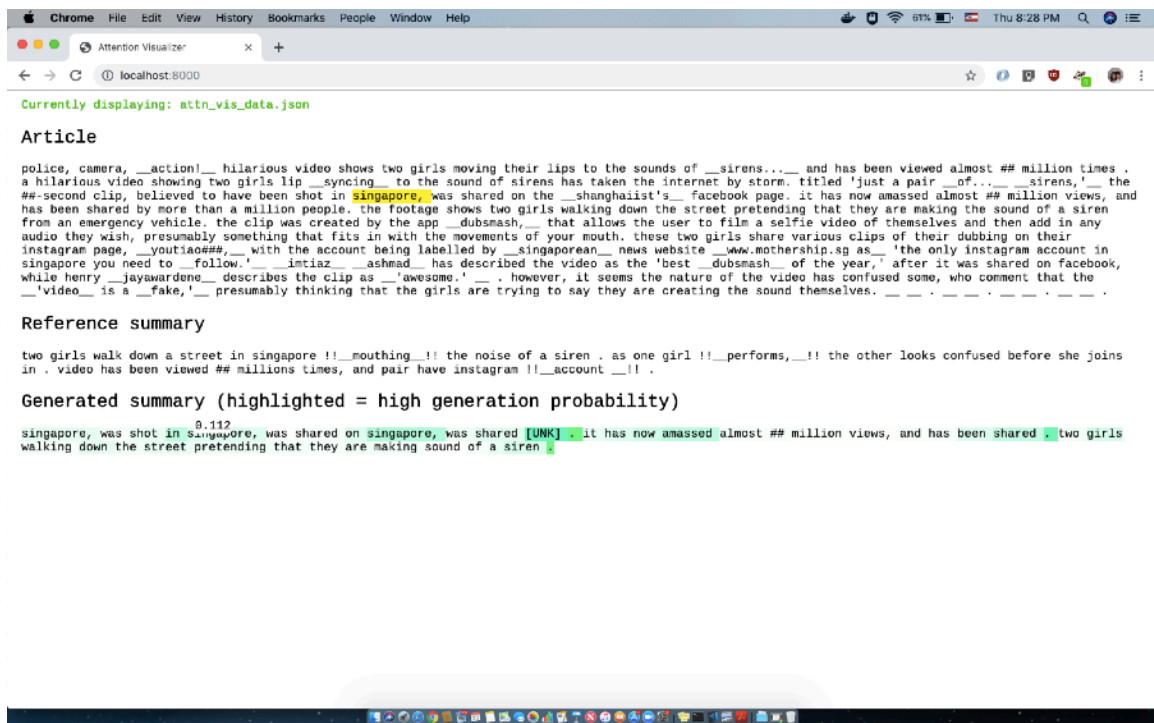 Chrome File Edit View History Bookmarks People Window Help 61% Thu 8:28 PM
Attention Visualizer × +
localhost:8000
Currently displaying: attn_vis_data.json
Article
police, camera, __action!__ hilarious video shows two girls moving their lips to the sounds of __sirens...__ and has been viewed almost ## million times .
a hilarious video showing two girls lip __syncing__ to the sound of sirens has taken the internet by storm. titled 'just a pair __of...__ __sirens,'__ the
##-second clip, believed to have been shot in singapore, was shared on the __shanghaiist's__ facebook page. it has now amassed almost ## million views, and
has been shared by more than a million people. the footage shows two girls walking down the street pretending that they are making the sound of a siren
from an emergency vehicle. the clip was created by the app __dubsmash,__ that allows the user to film a selfie video of themselves and then add in any
audio they wish, presumably something that fits in with the movements of your mouth. these two girls share various clips of their dubbing on their
instagram page, __youtiao###,__ with the account being labelled by __singaporean__ news website __www.mothership.sg as__ 'the only instagram account in
singapore you need to __follow.'__ __imtiaz__ __ashmad__ has described the video as the 'best __dubsmash__ of the year,' after it was shared on facebook,
while henry __jayawardene__ describes the clip as __'awesome.' __ . however, it seems the nature of the video has confused some, who comment that the
__'video__ is a __fake,'__ presumably thinking that the girls are trying to say they are creating the sound themselves. __ __ . __ __ . __ __ . __ __ .
Reference summary
two girls walk down a street in singapore !!__mouthing__!! the noise of a siren . as one girl !!__performs,__!! the other looks confused before she joins
in . video has been viewed ## millions times, and pair have instagram !!__account __!! .
Generated summary (highlighted = high generation probability)
0.112
singapore, was shot in singapore, was shared on singapore, was shared [UNK] . it has now amassed almost ## million views, and has been shared . two girls
walking down the street pretending that they are making sound of a siren .